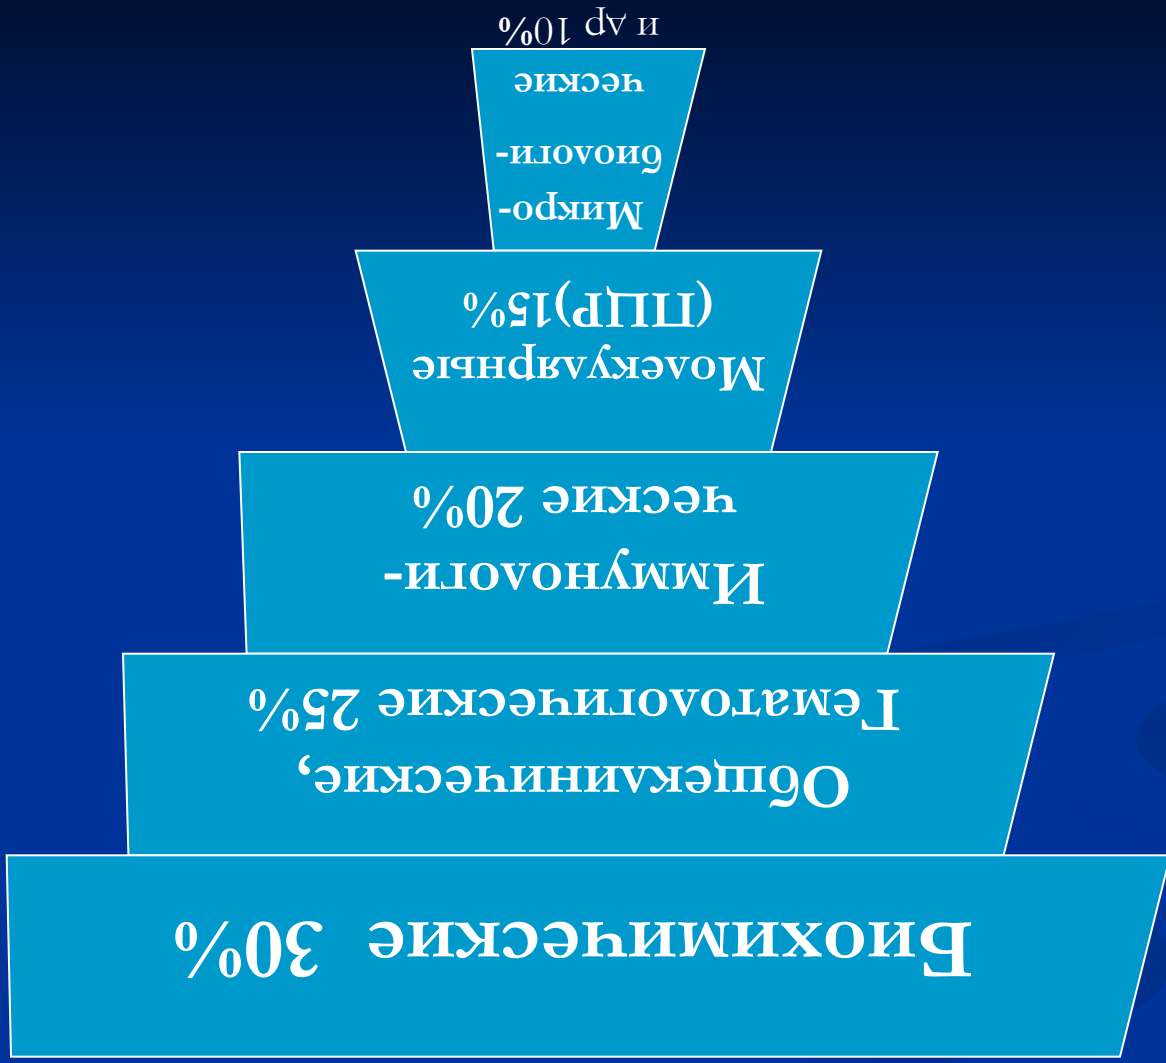 Биохимические 30%
Общеклинические,
Гематологические 25%
Иммунологи-
ческие 20%
Молекулярные
(ПЦР)15%
Микро-
биологи-
ческие
и др 10%